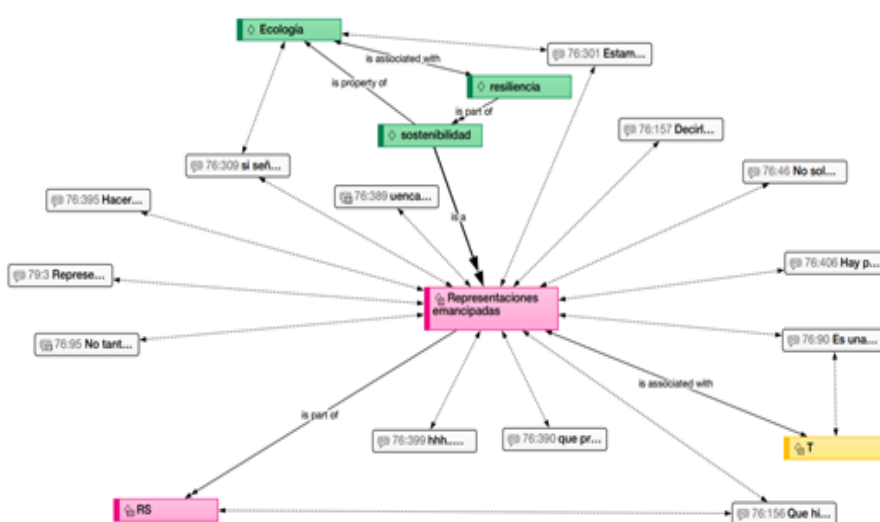 Ecologia
76:301 Estam...
is associated with
is property of
resiliencia
is part of
sostenibilidad
76:157 Decirl...
76:309 si señ...
76:46 No sol...
76:389 uenca...
76:395 Hacer...
is a
76:406 Hay p...
79:3 Represe...
Representaciones
emancipadas
76:95 No tant...
76:90 Es una...
is associated with
is part of
76:399 hhh.....
76:390 que pr...
T
RS
76:156 Que hi...